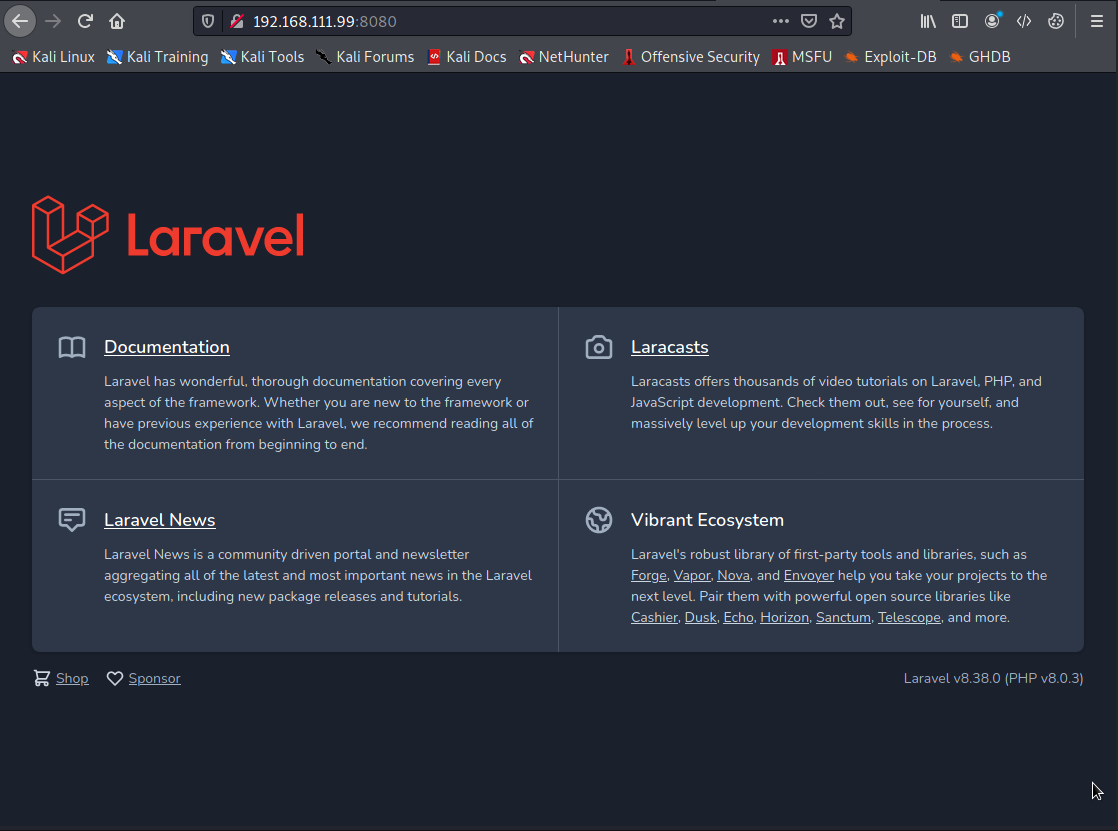 192.168.111.99:8080
Kali Linux Kali Training Kali Tools Kali Forums Kali Docs NetHunter Offensive Security MSFU Exploit-DB GHDB
Laravel
Documentation
Laravel has wonderful, thorough documentation covering every
aspect of the framework. Whether you are new to the framework or
have previous experience with Laravel, we recommend reading all of
the documentation from beginning to end.
Laracasts
Laracasts offers thousands of video tutorials on Laravel, PHP, and
JavaScript development. Check them out, see for yourself, and
massively level up your development skills in the process.
Laravel News
Laravel News is a community driven portal and newsletter
aggregating all of the latest and most important news in the Laravel
ecosystem, including new package releases and tutorials.
Vibrant Ecosystem
Laravel's robust library of first-party tools and libraries, such as
Forge, Vapor, Nova, and Envoyer help you take your projects to the
next level. Pair them with powerful open source libraries like
Cashier, Dusk, Echo, Horizon, Sanctum, Telescope, and more.
Shop Sponsor Laravel v8.38.0 (PHP v8.0.3)